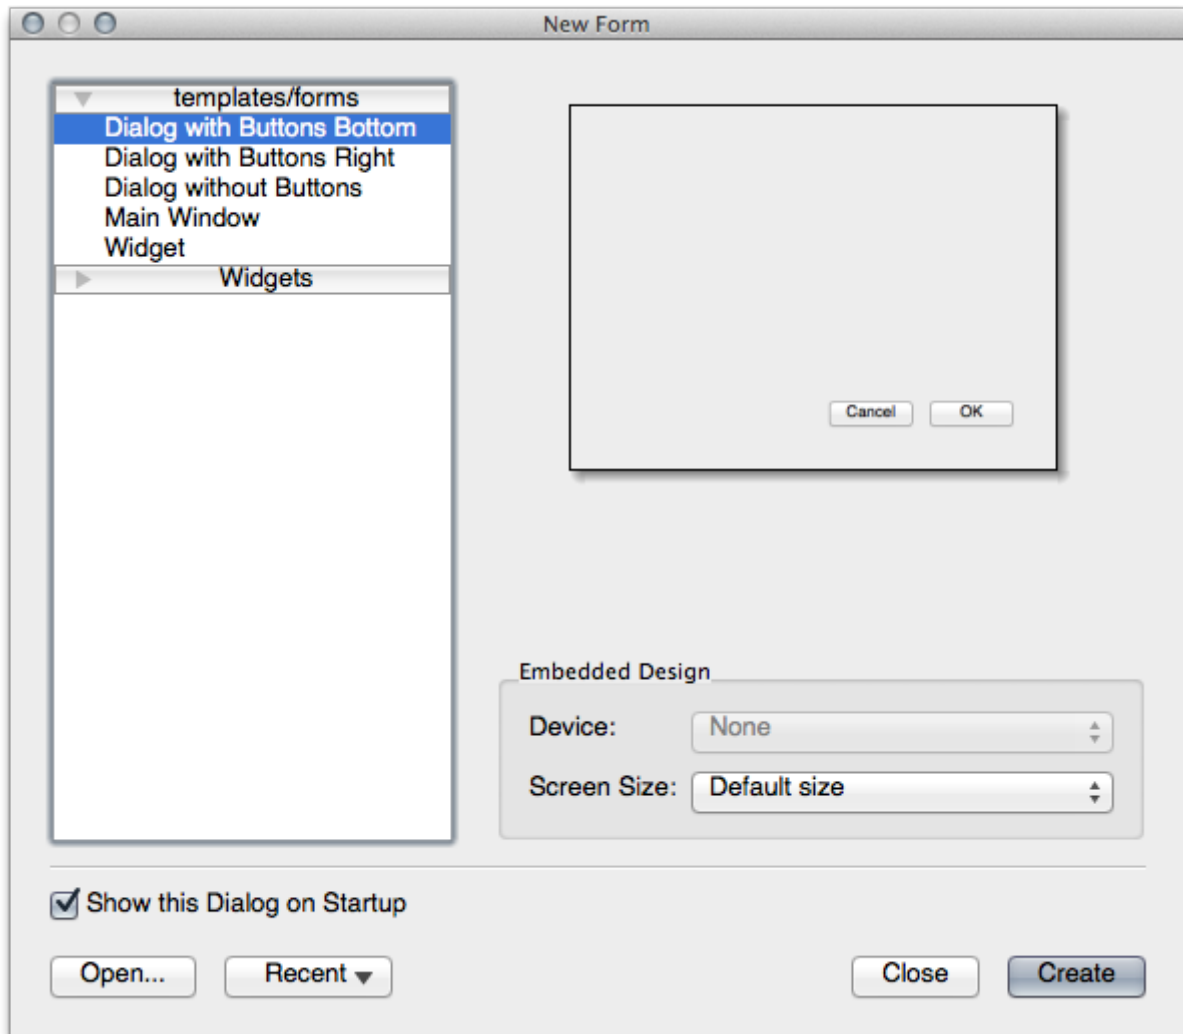 New Form
templates/forms
Dialog with Buttons Bottom
Dialog with Buttons Right
Dialog without Buttons
Main Window
Widget
Widgets
Cancel
OK
Embedded Design
Device:
None
Screen Size:
Default size
Show this Dialog on Startup
Open...
Recent
Close
Create